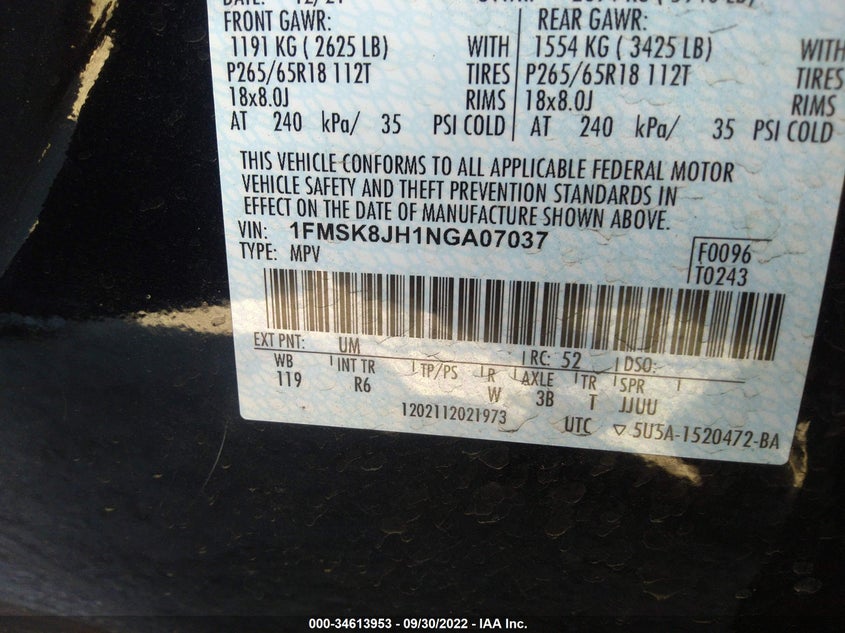 DATE: 12/21
FRONT GAWR: REAR GAWR:
1191 KG ( 2625 LB) WITH 1554 KG ( 3425 LB) WITH
P265/65R18 112T TIRES P265/65R18 112T TIRES
18x8.0J RIMS 18x8.0J RIMS
AT 240 kPa/ 35 PSI COLD AT 240 kPa/ 35 PSI COLD
THIS VEHICLE CONFORMS TO ALL APPLICABLE FEDERAL MOTOR
VEHICLE SAFETY AND THEFT PREVENTION STANDARDS IN
EFFECT ON THE DATE OF MANUFACTURE SHOWN ABOVE.
VIN: 1FMSK8JH1NGA07037
TYPE: MPV F0096
T0243
EXT PNT: UM RC: 52 DSO:
WB INT TR TP/PS R AXLE TR SPR
119 R6 W 3B T JJUU
1202112021973 UTC ▽ 5U5A-1520472-BA
000-34613953 - 09/30/2022 - IAA Inc.